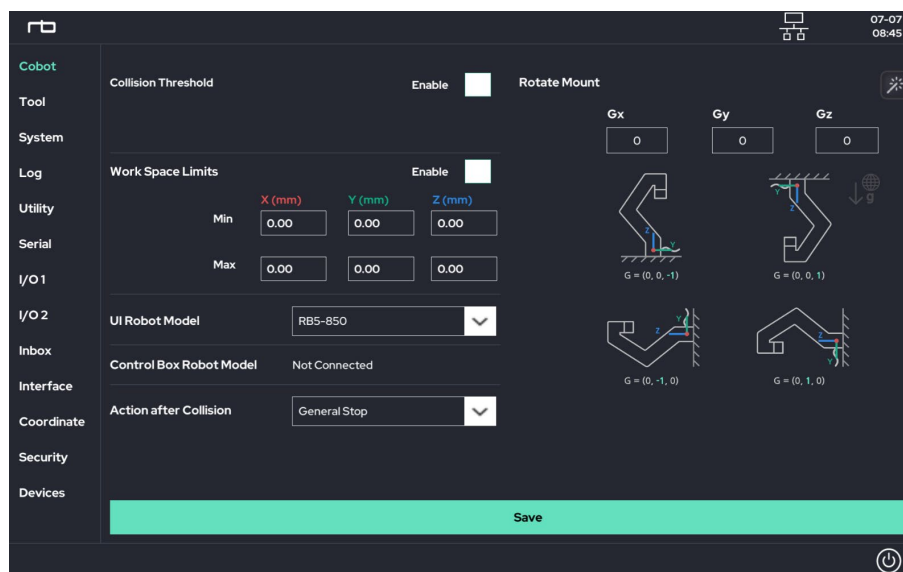 rb
07-07
08:45
Cobot
Tool
System
Log
Utility
Serial
I/O 1
I/O 2
Inbox
Interface
Coordinate
Security
Devices
Collision Threshold Enable
Work Space Limits Enable
X (mm) Y (mm) Z (mm)
Min 0.00 0.00 0.00
Max 0.00 0.00 0.00
UI Robot Model RB5-850
Control Box Robot Model Not Connected
Action after Collision General Stop
Rotate Mount
Gx Gy Gz
0 0 0
Z Y
Y Z
g
G = (0, 0, -1) G = (0, 0, 1)
Y Z
Z Y
G = (0, -1, 0) G = (0, 1, 0)
Save